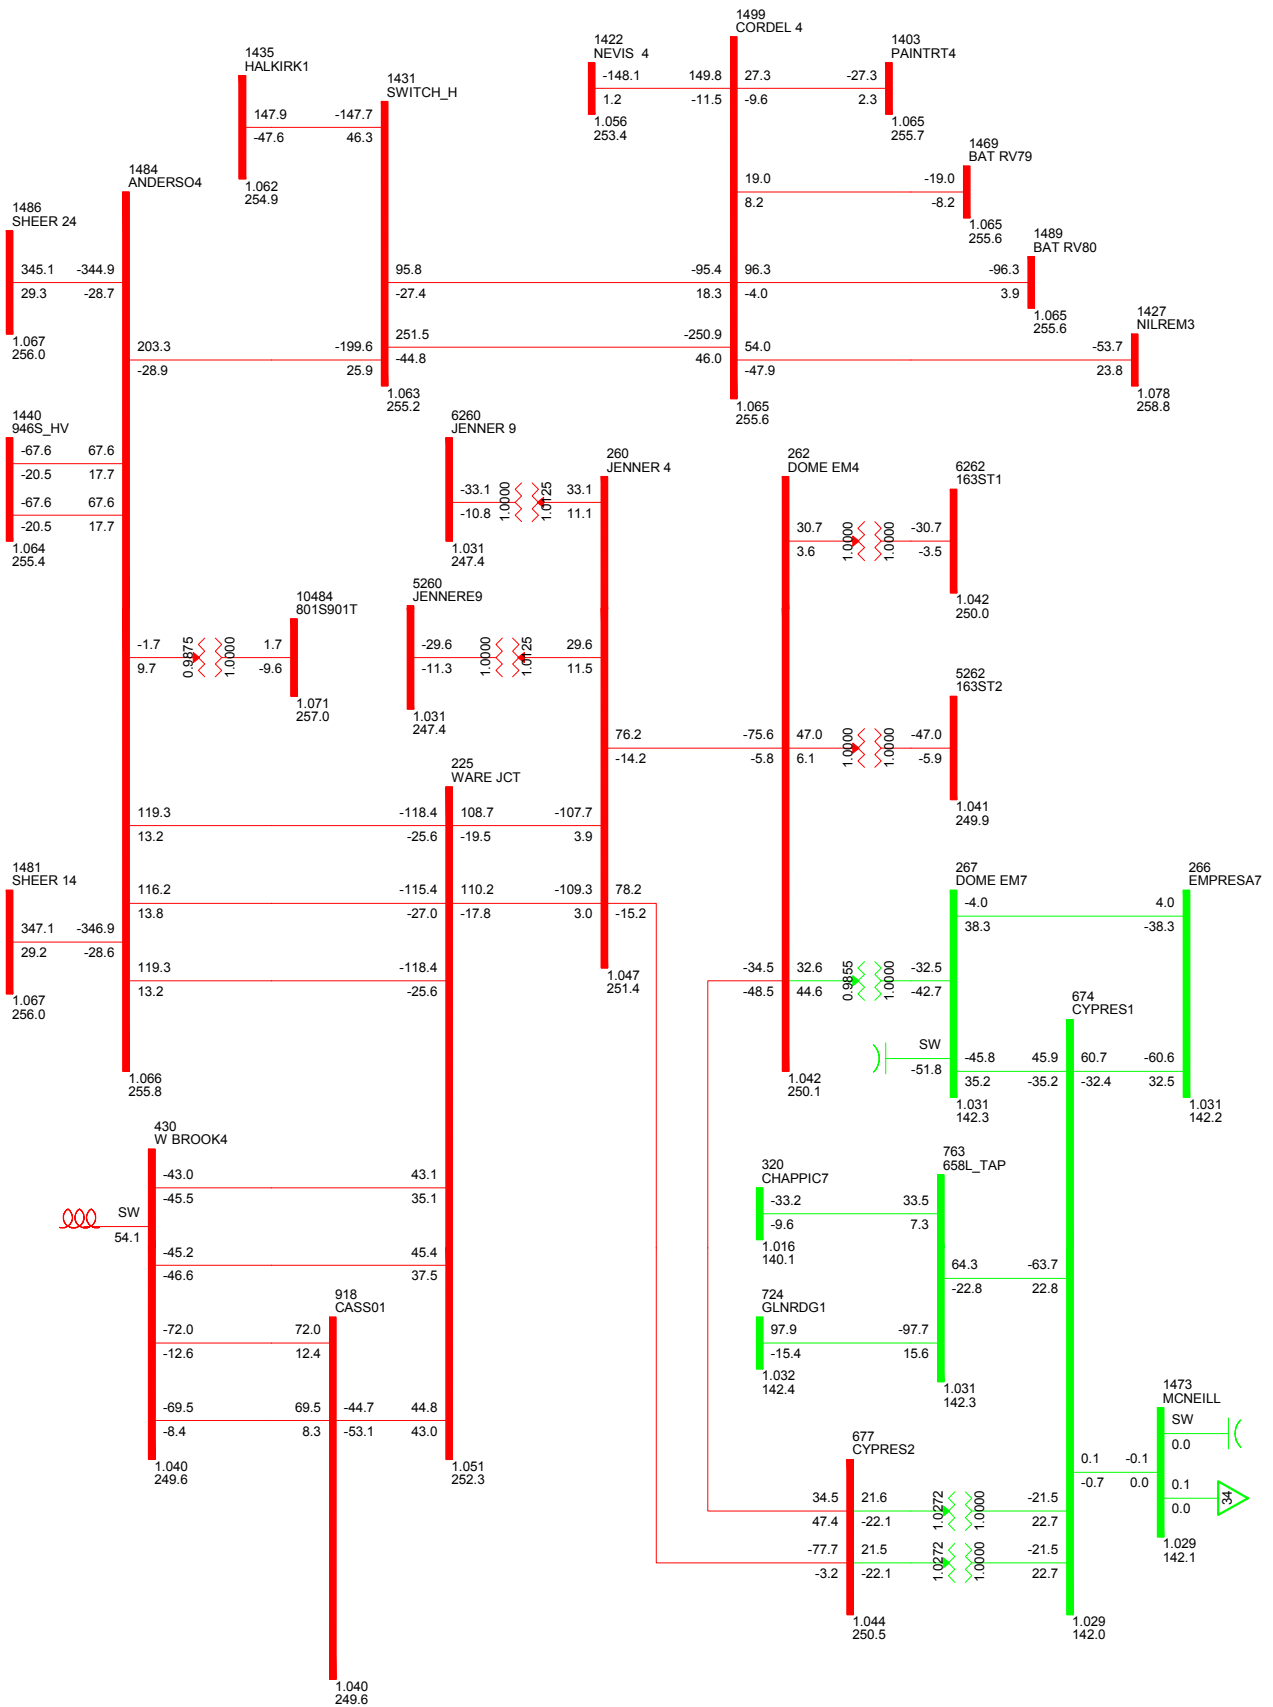 1499
CORDEL 4
1422
NEVIS  4
1403
PAINTRT4
1435
HALKIRK1
1431
SWITCH_H
-148.1 149.8 27.3 -27.3
1.2 -11.5 -9.6 2.3
1.056
253.4
1.065
255.7
147.9 -147.7
-47.6 46.3
1.062
254.9
1469
BAT RV79
19.0 -19.0
8.2 -8.2
1.065
255.6
1484
ANDERSO4
1486
SHEER 24
1489
BAT RV80
345.1 -344.9
29.3 -28.7
1.067
256.0
95.8 -95.4 96.3 -96.3
-27.4 18.3 -4.0 3.9
1.065
255.6
1427
NILREM3
203.3 -199.6
-28.9 25.9
251.5 -250.9
-44.8 46.0
54.0 -53.7
-47.9 23.8
1.063
255.2
1.065
255.6
1.078
258.8
1440
946S_HV
-67.6 67.6
-20.5 17.7
-67.6 67.6
-20.5 17.7
1.064
255.4
6260
JENNER 9
260
JENNER 4
-33.1 1.0000 1.0125 33.1
-10.8 11.1
1.031
247.4
262
DOME EM4
6262
163ST1
30.7 1.0000 1.0000 -30.7
3.6 -3.5
1.042
250.0
10484
801S901T
-1.7 0.9875 1.0000 1.7
9.7 -9.6
1.071
257.0
5260
JENNERE9
-29.6 1.0000 1.0125 29.6
-11.3 11.5
1.031
247.4
5262
163ST2
76.2 -75.6 47.0 1.0000 1.0000 -47.0
-14.2 -5.8 6.1 -5.9
1.041
249.9
225
WARE JCT
119.3 -118.4 108.7 -107.7
13.2 -25.6 -19.5 3.9
1481
SHEER 14
347.1 -346.9
29.2 -28.6
1.067
256.0
116.2 -115.4 110.2 -109.3 78.2
13.8 -27.0 -17.8 3.0 -15.2
119.3 -118.4
13.2 -25.6
1.047
251.4
1.066
255.8
267
DOME EM7
266
EMPRESA7
-4.0 4.0
38.3 -38.3
-34.5 32.6 0.9855 1.0000 -32.5
-48.5 44.6 -42.7
674
CYPRES1
SW
-51.8
-45.8 45.9 60.7 -60.6
35.2 -35.2 -32.4 32.5
1.042
250.1
1.031
142.3
1.031
142.2
430
W BROOK4
-43.0 43.1
-45.5 35.1
SW
54.1
-45.2 45.4
-46.6 37.5
918
CASS01
-72.0 72.0
-12.6 12.4
-69.5 69.5 -44.7 44.8
-8.4 8.3 -53.1 43.0
1.040
249.6
1.051
252.3
1.040
249.6
320
CHAPPIC7
763
658L_TAP
-33.2 33.5
-9.6 7.3
1.016
140.1
64.3 -63.7
-22.8 22.8
724
GLNRDG1
97.9 -97.7
-15.4 15.6
1.032
142.4
1.031
142.3
1473
MCNEILL
SW
0.0
0.1 -0.1 0.1 34
-0.7 0.0 0.0
1.029
142.1
677
CYPRES2
34.5 21.6 1.0272 1.0000 -21.5
47.4 -22.1 22.7
-77.7 21.5 1.0272 1.0000 -21.5
-3.2 -22.1 22.7
1.044
250.5
1.029
142.0